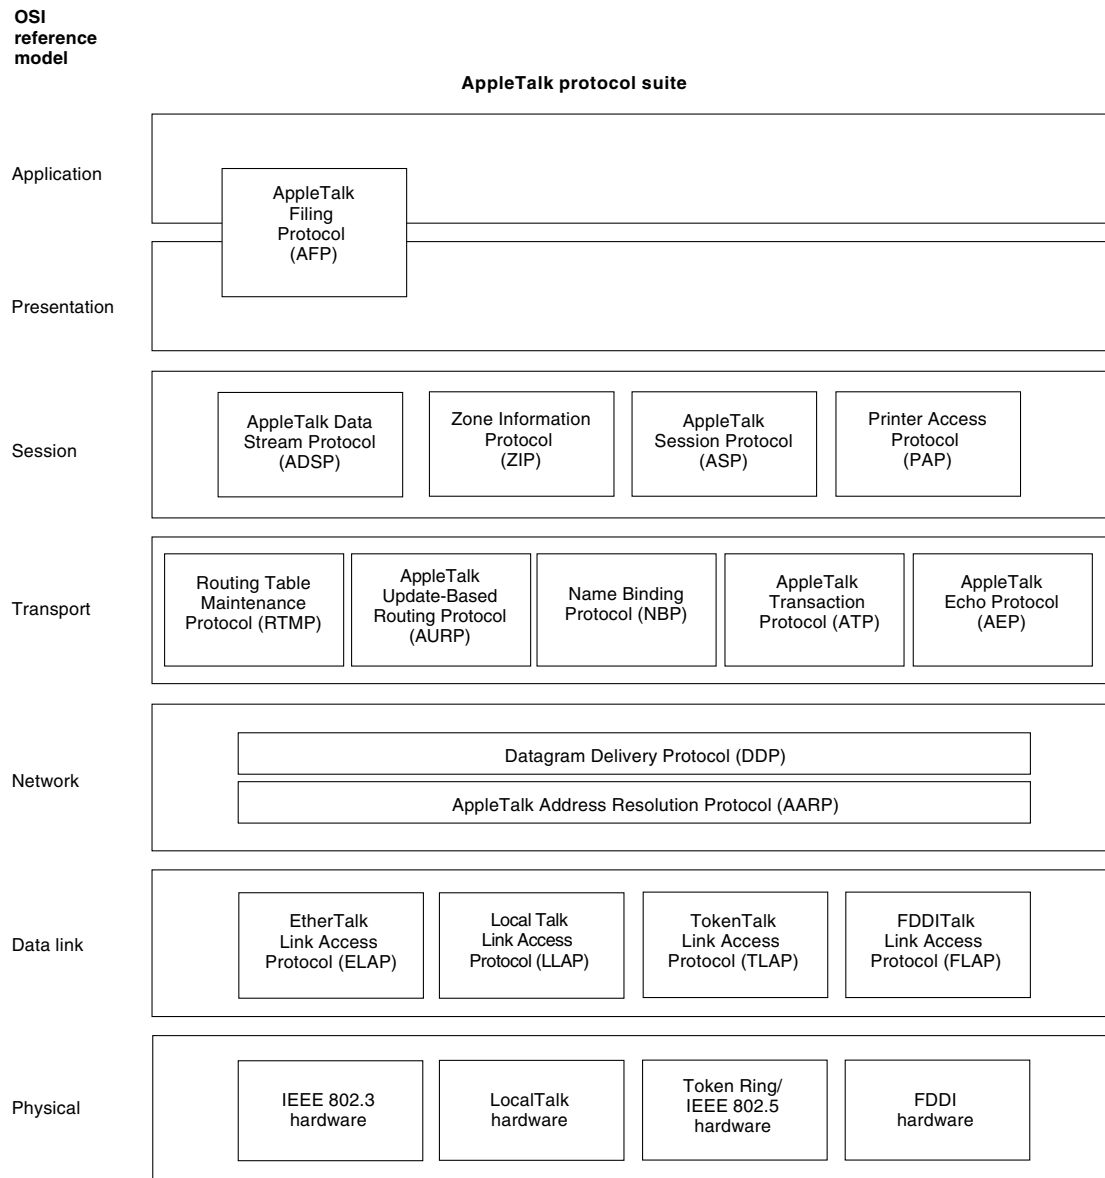 OSI
reference
model
AppleTalk protocol suite
Application
AppleTalk
Filing
Protocol
(AFP)
Presentation
Session
AppleTalk Data
Stream Protocol
(ADSP)
Zone Information
Protocol
(ZIP)
AppleTalk
Session Protocol
(ASP)
Printer Access
Protocol
(PAP)
Transport
Routing Table
Maintenance
Protocol (RTMP)
AppleTalk
Update-Based
Routing Protocol
(AURP)
Name Binding
Protocol (NBP)
AppleTalk
Transaction
Protocol (ATP)
AppleTalk
Echo Protocol
(AEP)
Network
Datagram Delivery Protocol (DDP)
AppleTalk Address Resolution Protocol (AARP)
Data link
EtherTalk
Link Access
Protocol (ELAP)
Local Talk
Link Access
Protocol (LLAP)
TokenTalk
Link Access
Protocol (TLAP)
FDDITalk
Link Access
Protocol (FLAP)
Physical
IEEE 802.3
hardware
LocalTalk
hardware
Token Ring/
IEEE 802.5
hardware
FDDI
hardware